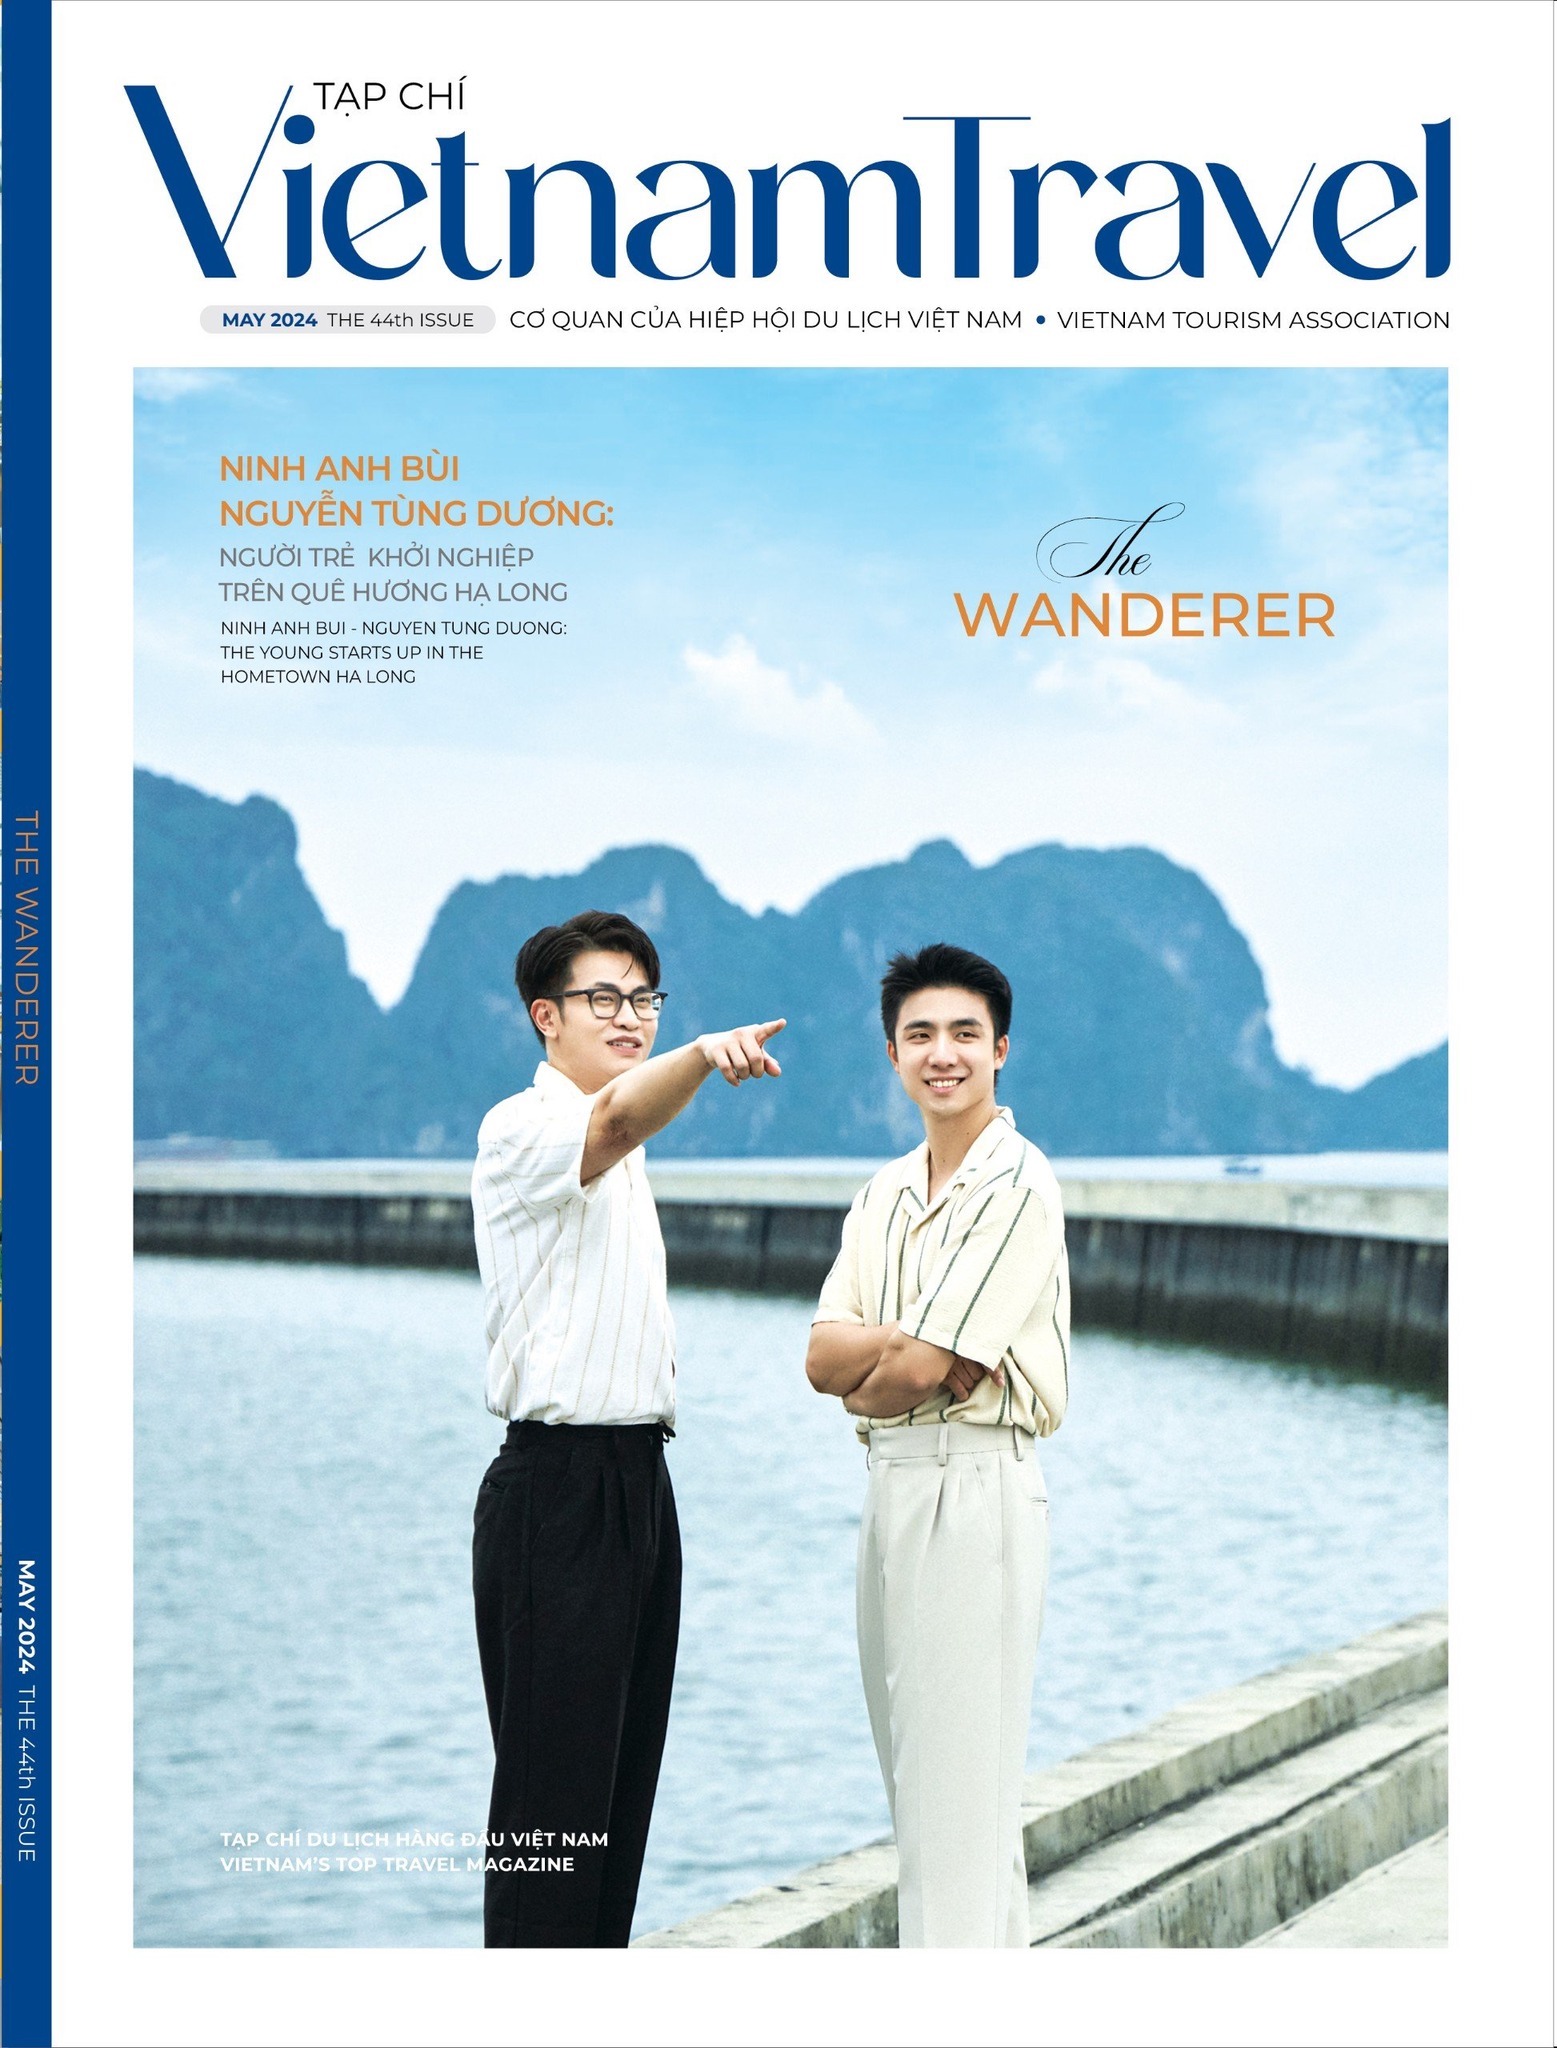 TẠP CHÍ
VietnamTravel
MAY 2024 THE 44th ISSUE
CƠ QUAN CỦA HIỆP HỘI DU LỊCH VIỆT NAM • VIETNAM TOURISM ASSOCIATION
NINH ANH BÙI
NGUYỄN TÙNG DƯƠNG:
NGƯỜI TRẺ KHỞI NGHIỆP
TRÊN QUÊ HƯƠNG HẠ LONG
NINH ANH BUI - NGUYEN TUNG DUONG:
THE YOUNG STARTS UP IN THE
HOMETOWN HA LONG
The
WANDERER
TẠP CHÍ DU LỊCH HÀNG ĐẦU VIỆT NAM
VIETNAM'S TOP TRAVEL MAGAZINE
THE WANDERER
MAY 2024 THE 44th ISSUE